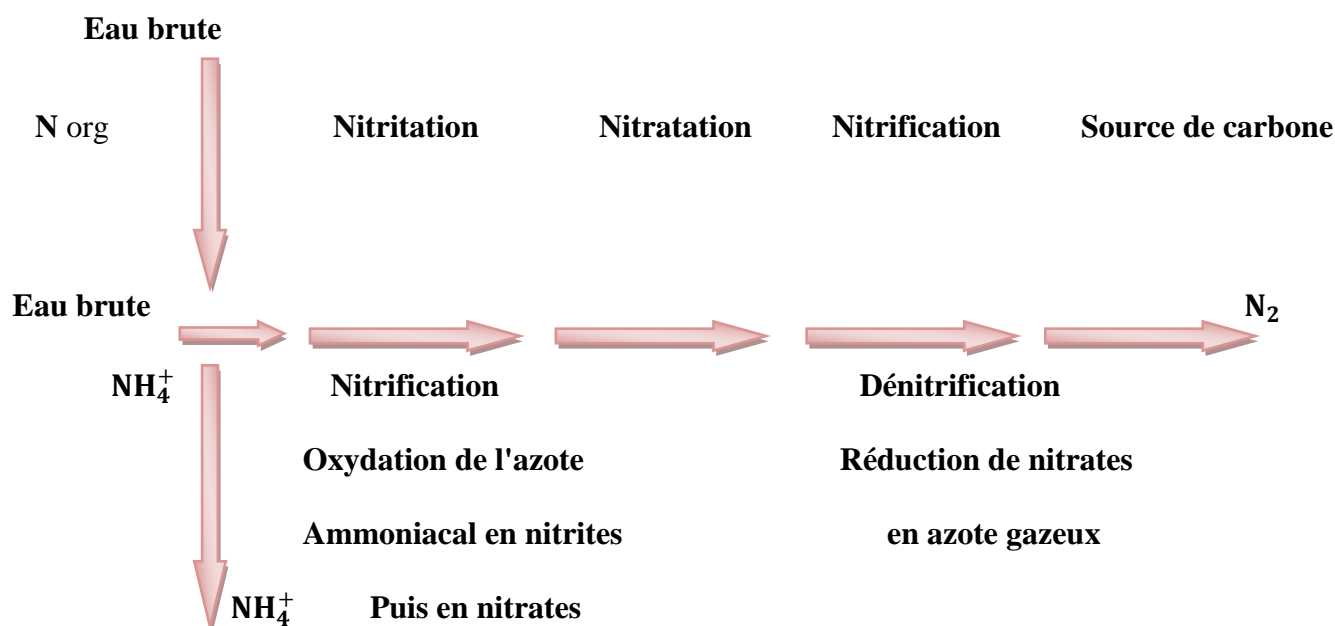 Eau brute
N org Nitritation Nitratation Nitrification Source de carbone
Eau brute N₂
NH₄⁺ Nitrification Dénitrification
Oxydation de l'azote Réduction de nitrates
Ammoniacal en nitrites en azote gazeux
NH₄⁺ Puis en nitrates